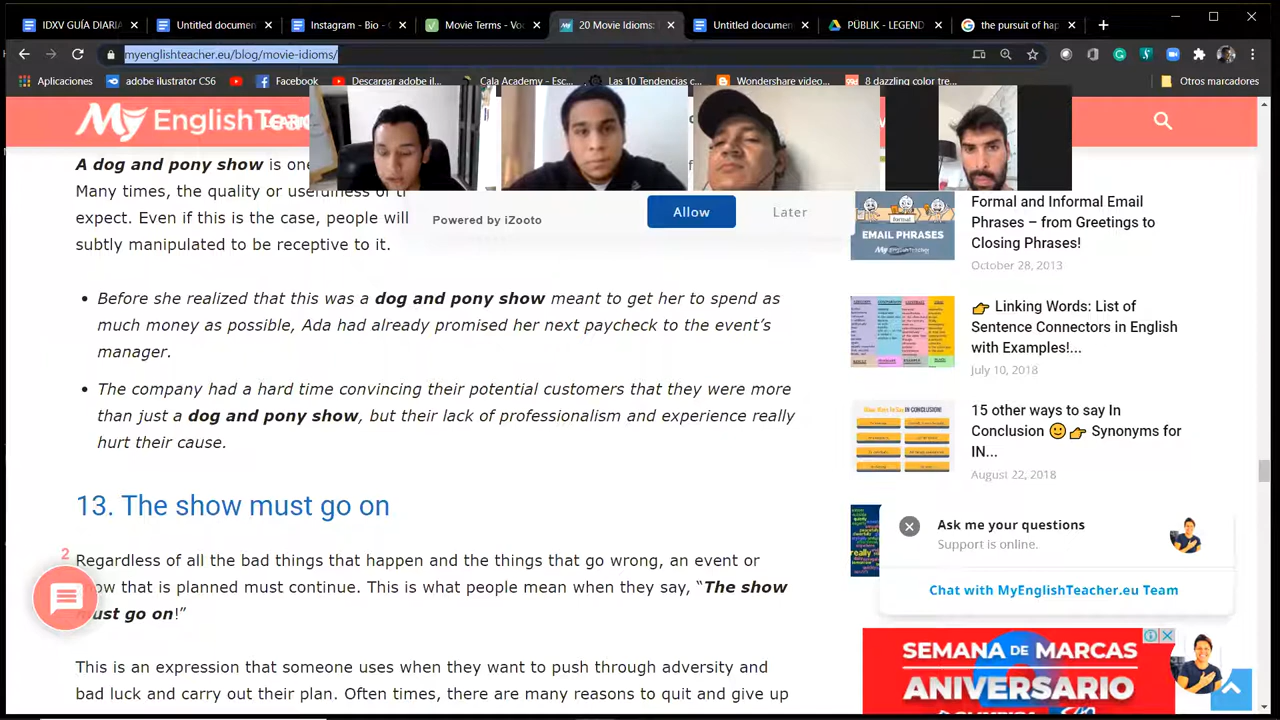 IDXV GUÍA DIARIA
Untitled documen
Instagram - Bio - G
Movie Terms - Voc
20 Movie Idioms:
Untitled documen
PÚBLIK - LEGEND
the pursuit of hap
myenglishteacher.eu/blog/movie-idioms/
Aplicaciones
adobe ilustrator CS6
Facebook
Descargar adobe il...
Cala Academy - Esc...
Las 10 Tendencias c...
Wondershare video...
8 dazzling color tre...
Otros marcadores
My EnglishTeac
A dog and pony show is one
Many times, the quality or usefulness of t
expect. Even if this is the case, people will
subtly manipulated to be receptive to it.
Powered by iZooto
Allow
Later
Before she realized that this was a dog and pony show meant to get her to spend as
much money as possible, Ada had already promised her next paycheck to the event's
manager.
The company had a hard time convincing their potential customers that they were more
than just a dog and pony show, but their lack of professionalism and experience really
hurt their cause.
13. The show must go on
2
Regardless of all the bad things that happen and the things that go wrong, an event or
show that is planned must continue. This is what people mean when they say, “The show
must go on!”
This is an expression that someone uses when they want to push through adversity and
bad luck and carry out their plan. Often times, there are many reasons to quit and give up
EMAIL PHRASES
Formal and Informal Email
Phrases – from Greetings to
Closing Phrases!
October 28, 2013
👉 Linking Words: List of
Sentence Connectors in English
with Examples!...
July 10, 2018
IN CONCLUSION!
15 other ways to say In
Conclusion 🙂👉 Synonyms for
IN...
August 22, 2018
Ask me your questions
Support is online.
Chat with MyEnglishTeacher.eu Team
SEMANA DE MARCAS
ANIVERSARIO